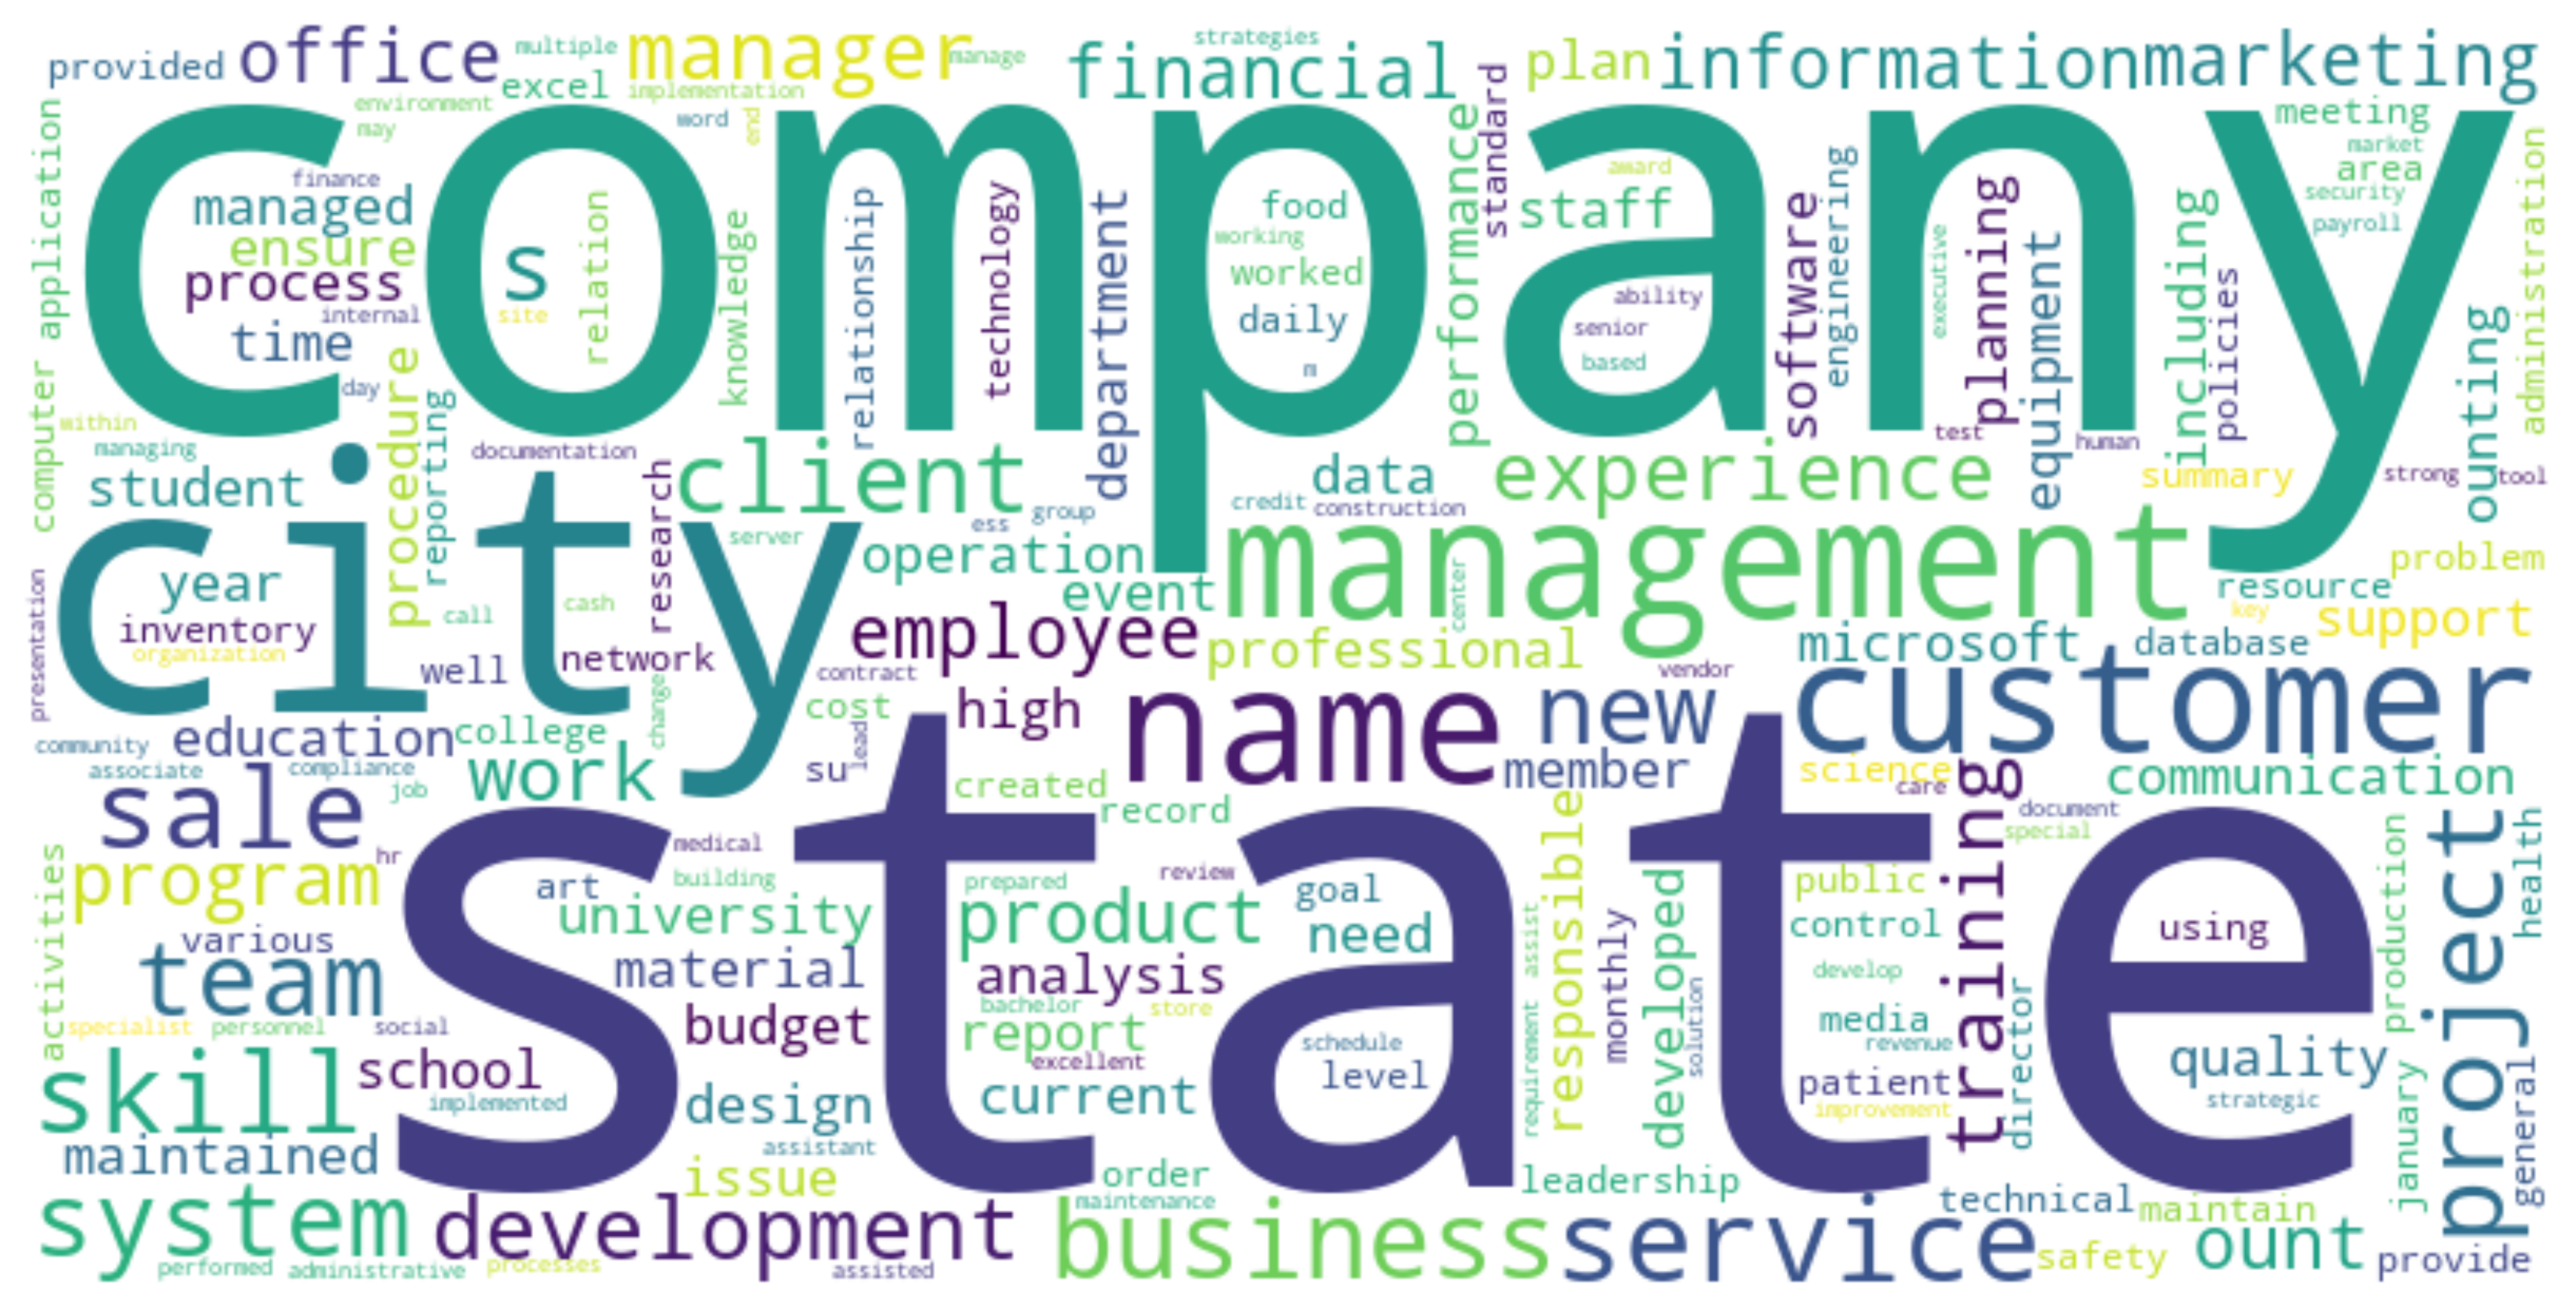 provided
office
multiple
excel
manager
manage
implementation
financial
strategies
standard
plan
information
marketing
environment
may
word
end
company
meeting
market
area
security
payroll
administration
application
computer
finance
managed
ensure
process
internal
time
day
s
site
relation
knowledge
relationship
technology
department
food
working
worked
daily
m
performance
award
staff
ability
senior
based
software
engineering
executive
planning
equipment
including
policies
ounting
within
managing
student
procedure
reporting
documentation
research
client
server
ess
group
operation
event
data
credit
construction
experience
test
human
summary
strong
tool
city
year
inventory
organization
call
cash
well
network
change
presentation
management
center
resource
problem
key
support
employee
professional
contract
vendor
microsoft
database
high
name
new
customer
member
community
education
college
cost
associate
compliance
job
work
su
lead
sale
created
record
science
care
communication
training
document
special
state
program
hr
activities
medical
building
art
university
various
team
material
prepared
review
product
analysis
goal
need
responsible
assist
requirement
monthly
developed
solution
public
control
develop
media
revenue
patient
improvement
director
using
production
health
project
specialist
personnel
social
budget
bachelor
store
report
excellent
schedule
level
quality
strategic
january
general
skill
school
implemented
design
current
maintained
assistant
issue
order
maintenance
leadership
technical
maintain
system
development
business
service
safety
ount
provide
performed
administrative
processes
assisted